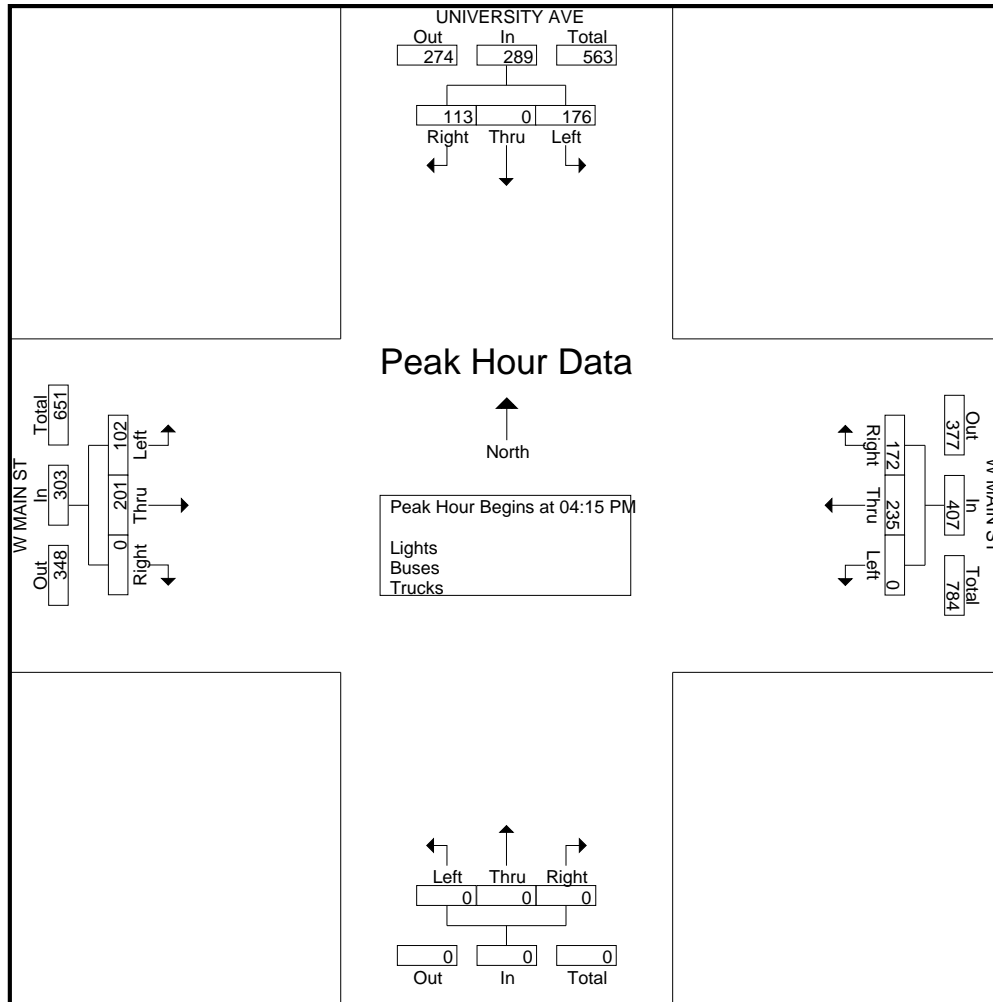 UNIVERSITY AVE
Out In Total
274 289 563
113 0 176
Right Thru Left
Peak Hour Data
North
Peak Hour Begins at 04:15 PM
Lights
Buses
Trucks
W MAIN ST
Total In Out
651 303 348
102 201 0
Left Thru Right
W MAIN ST
Out In Total
377 407 784
172 235 0
Right Thru Left
Left Thru Right
0 0 0
0 0 0
Out In Total